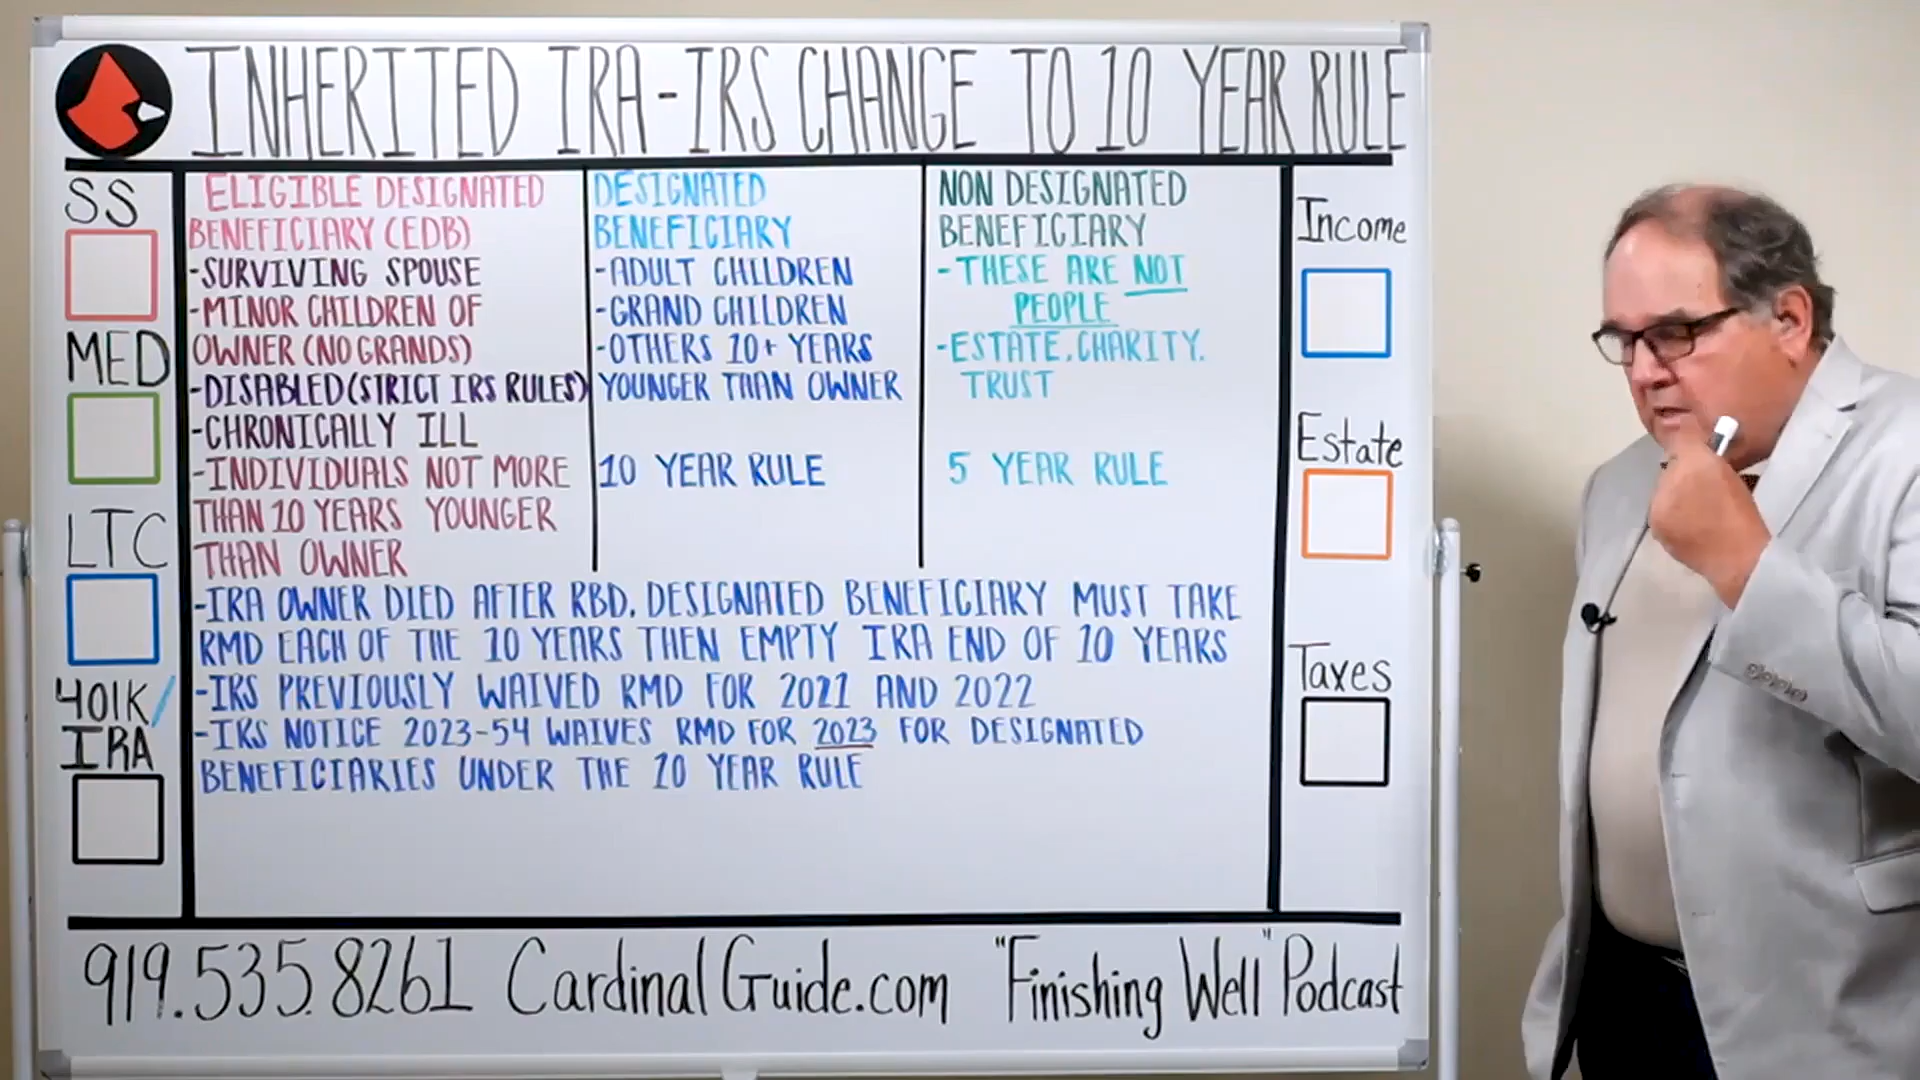 INHERITED IRA-IRS CHANGE TO 10 YEAR RULE
SS
MED
LTC
401K/
IRA
ELIGIBLE DESIGNATED
BENEFICIARY (EDB)
-SURVIVING SPOUSE
-MINOR CHILDREN OF
OWNER (NO GRANDS)
-DISABLED (STRICT IRS RULES)
-CHRONICALLY ILL
-INDIVIDUALS NOT MORE
THAN 10 YEARS YOUNGER
THAN OWNER
DESIGNATED
BENEFICIARY
-ADULT CHILDREN
-GRAND CHILDREN
-OTHERS 10+ YEARS
YOUNGER THAN OWNER
10 YEAR RULE
NON DESIGNATED
BENEFICIARY
-THESE ARE NOT
PEOPLE
-ESTATE, CHARITY,
TRUST
5 YEAR RULE
-IRA OWNER DIED AFTER RBD, DESIGNATED BENEFICIARY MUST TAKE
RMD EACH OF THE 10 YEARS THEN EMPTY IRA END OF 10 YEARS
-IRS PREVIOUSLY WAIVED RMD FOR 2021 AND 2022
-IRS NOTICE 2023-54 WAIVES RMD FOR 2023 FOR DESIGNATED
BENEFICIARIES UNDER THE 10 YEAR RULE
Income
Estate
Taxes
919.535.8261 CardinalGuide.com "Finishing Well" Podcast